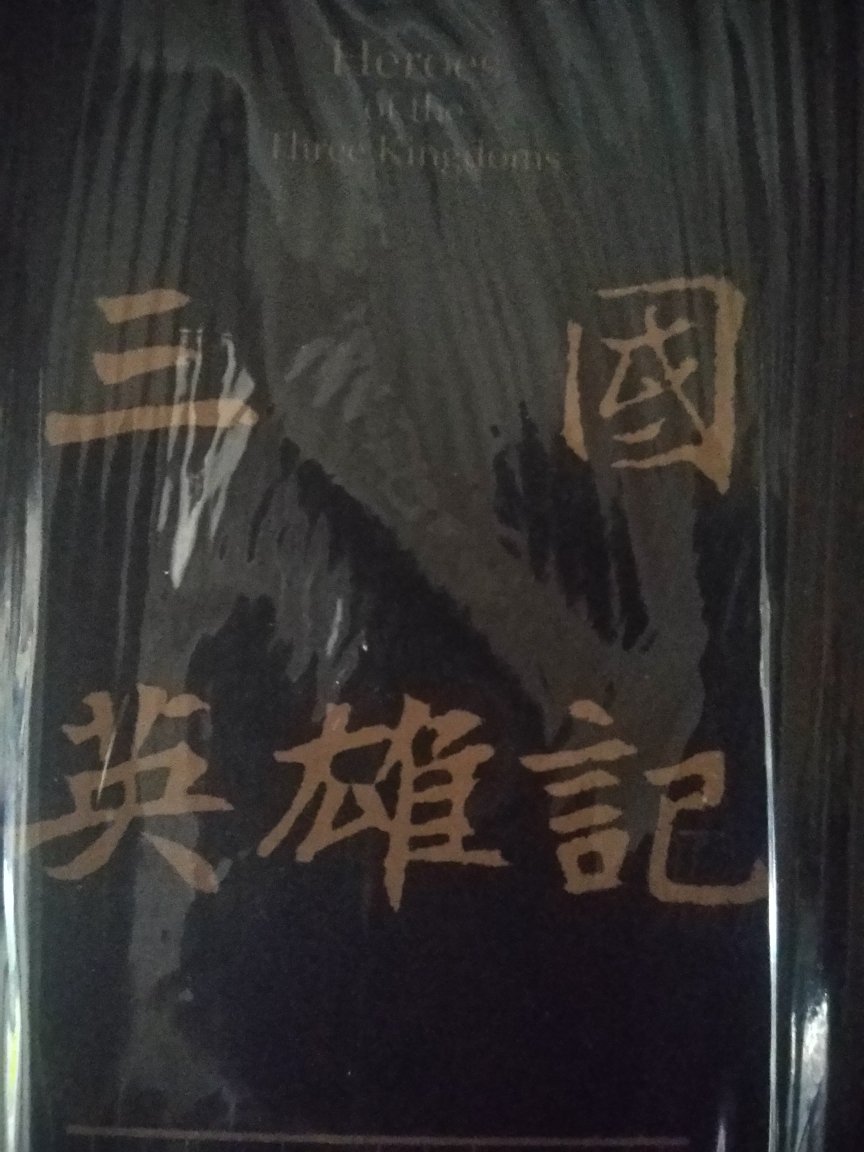 Heroes
of the
Three Kingdoms
三國
英雄記